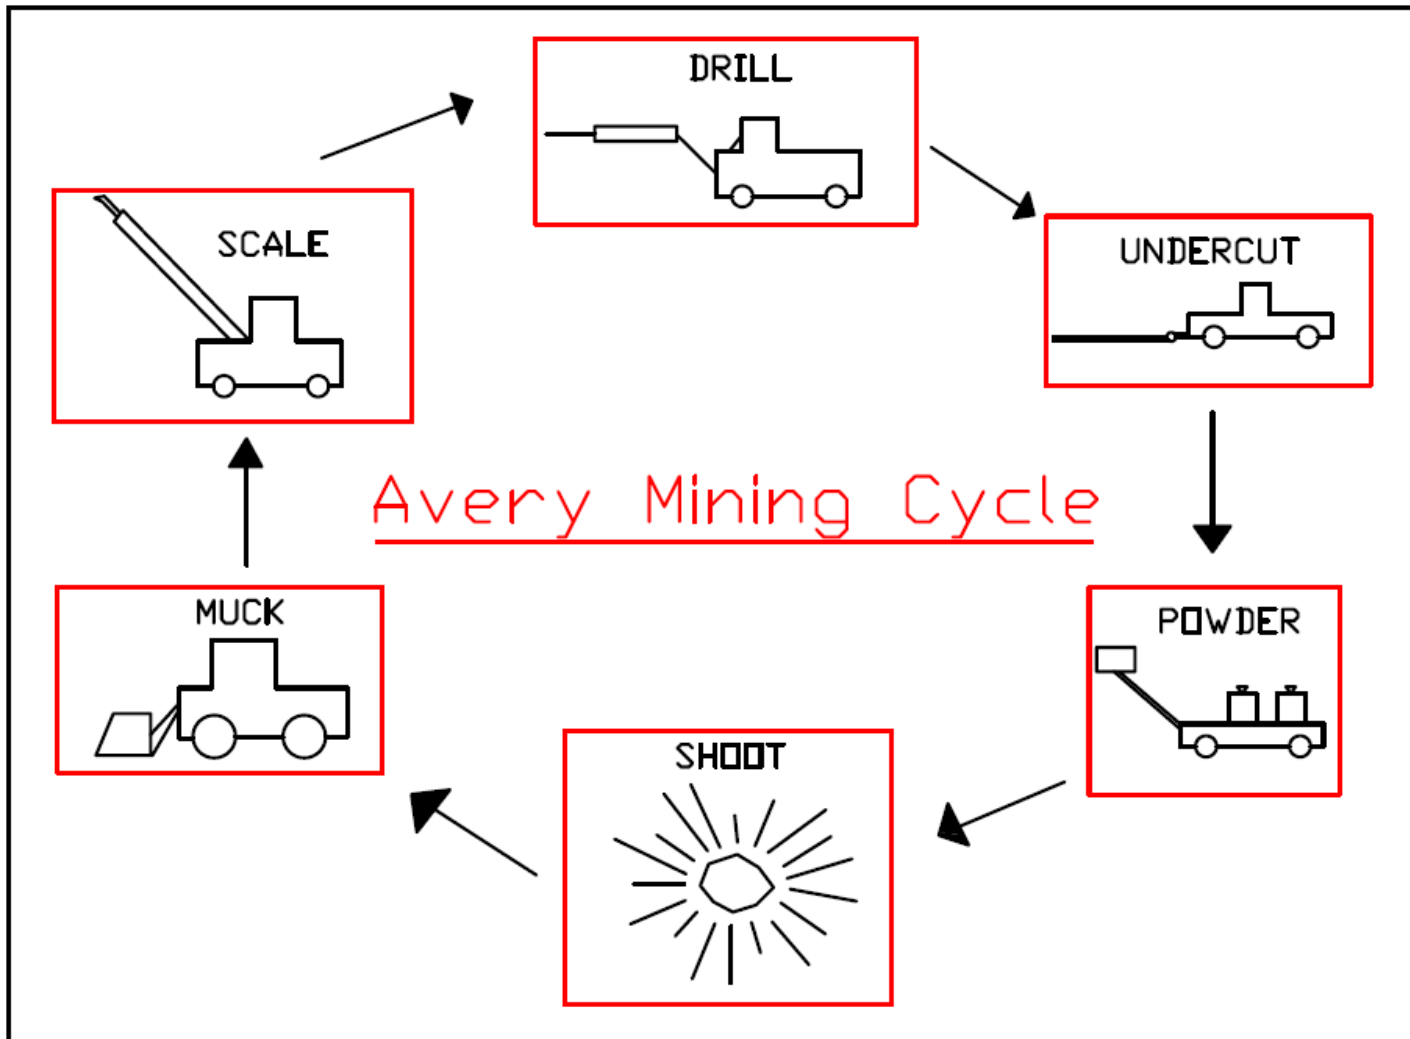 DRILL
SCALE
UNDERCUT
Avery Mining Cycle
MUCK
POWDER
SHOOT